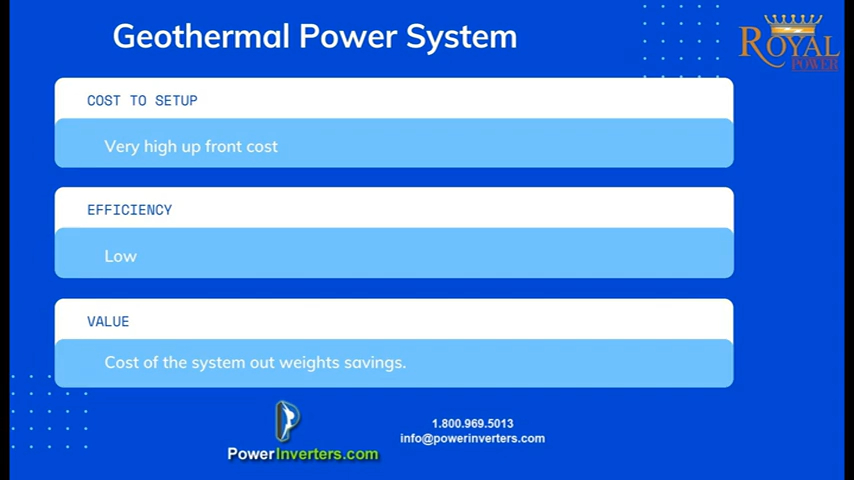 Geothermal Power System
ROYAL
POWER
COST TO SETUP
Very high up front cost
EFFICIENCY
Low
VALUE
Cost of the system out weights savings.
PowerInverters.com
1.800.969.5013
info@powerinverters.com